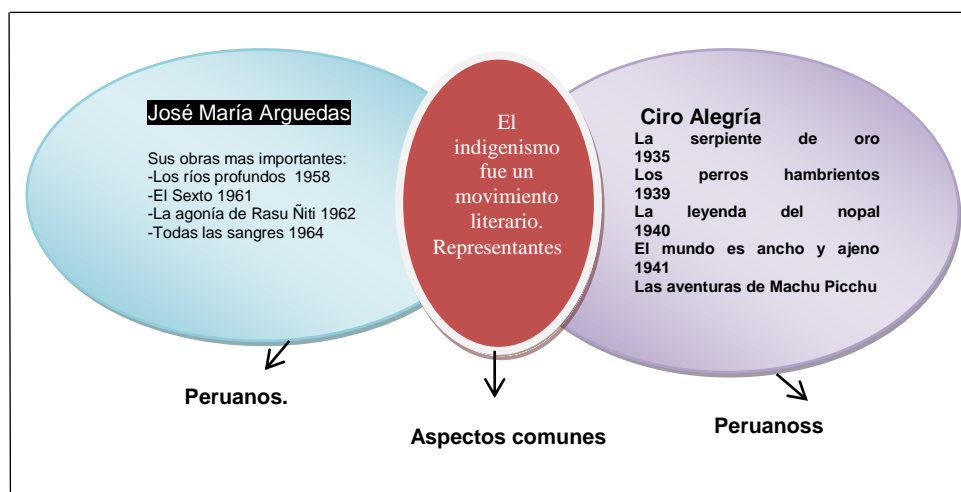 José María Arguedas
Sus obras mas importantes:
-Los ríos profundos 1958
-El Sexto 1961
-La agonía de Rasu Ñiti 1962
-Todas las sangres 1964
El
indigenismo
fue un
movimiento
literario.
Representantes
Ciro Alegría
La serpiente de oro
1935
Los perros hambrientos
1939
La leyenda del nopal
1940
El mundo es ancho y ajeno
1941
Las aventuras de Machu Picchu
Peruanos.
Aspectos comunes
Peruanoss